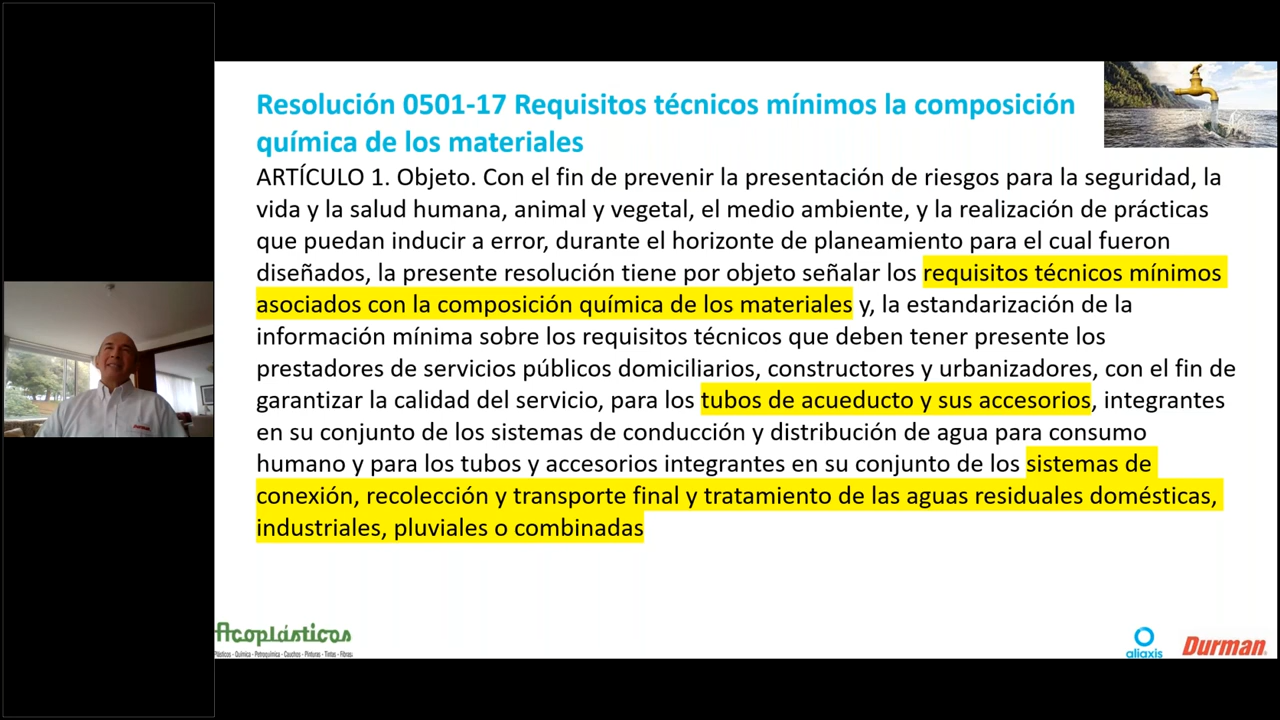 Resolución 0501-17 Requisitos técnicos mínimos la composición
química de los materiales
ARTÍCULO 1. Objeto. Con el fin de prevenir la presentación de riesgos para la seguridad, la
vida y la salud humana, animal y vegetal, el medio ambiente, y la realización de prácticas
que puedan inducir a error, durante el horizonte de planeamiento para el cual fueron
diseñados, la presente resolución tiene por objeto señalar los requisitos técnicos mínimos
asociados con la composición química de los materiales y, la estandarización de la
información mínima sobre los requisitos técnicos que deben tener presente los
prestadores de servicios públicos domiciliarios, constructores y urbanizadores, con el fin de
garantizar la calidad del servicio, para los tubos de acueducto y sus accesorios, integrantes
en su conjunto de los sistemas de conducción y distribución de agua para consumo
humano y para los tubos y accesorios integrantes en su conjunto de los sistemas de
conexión, recolección y transporte final y tratamiento de las aguas residuales domésticas,
industriales, pluviales o combinadas
Acoplásticos
Plásticos - Química - Petroquímica - Cauchos - Pinturas - Tintas - Fibras
aliaxis
Durman
Durman